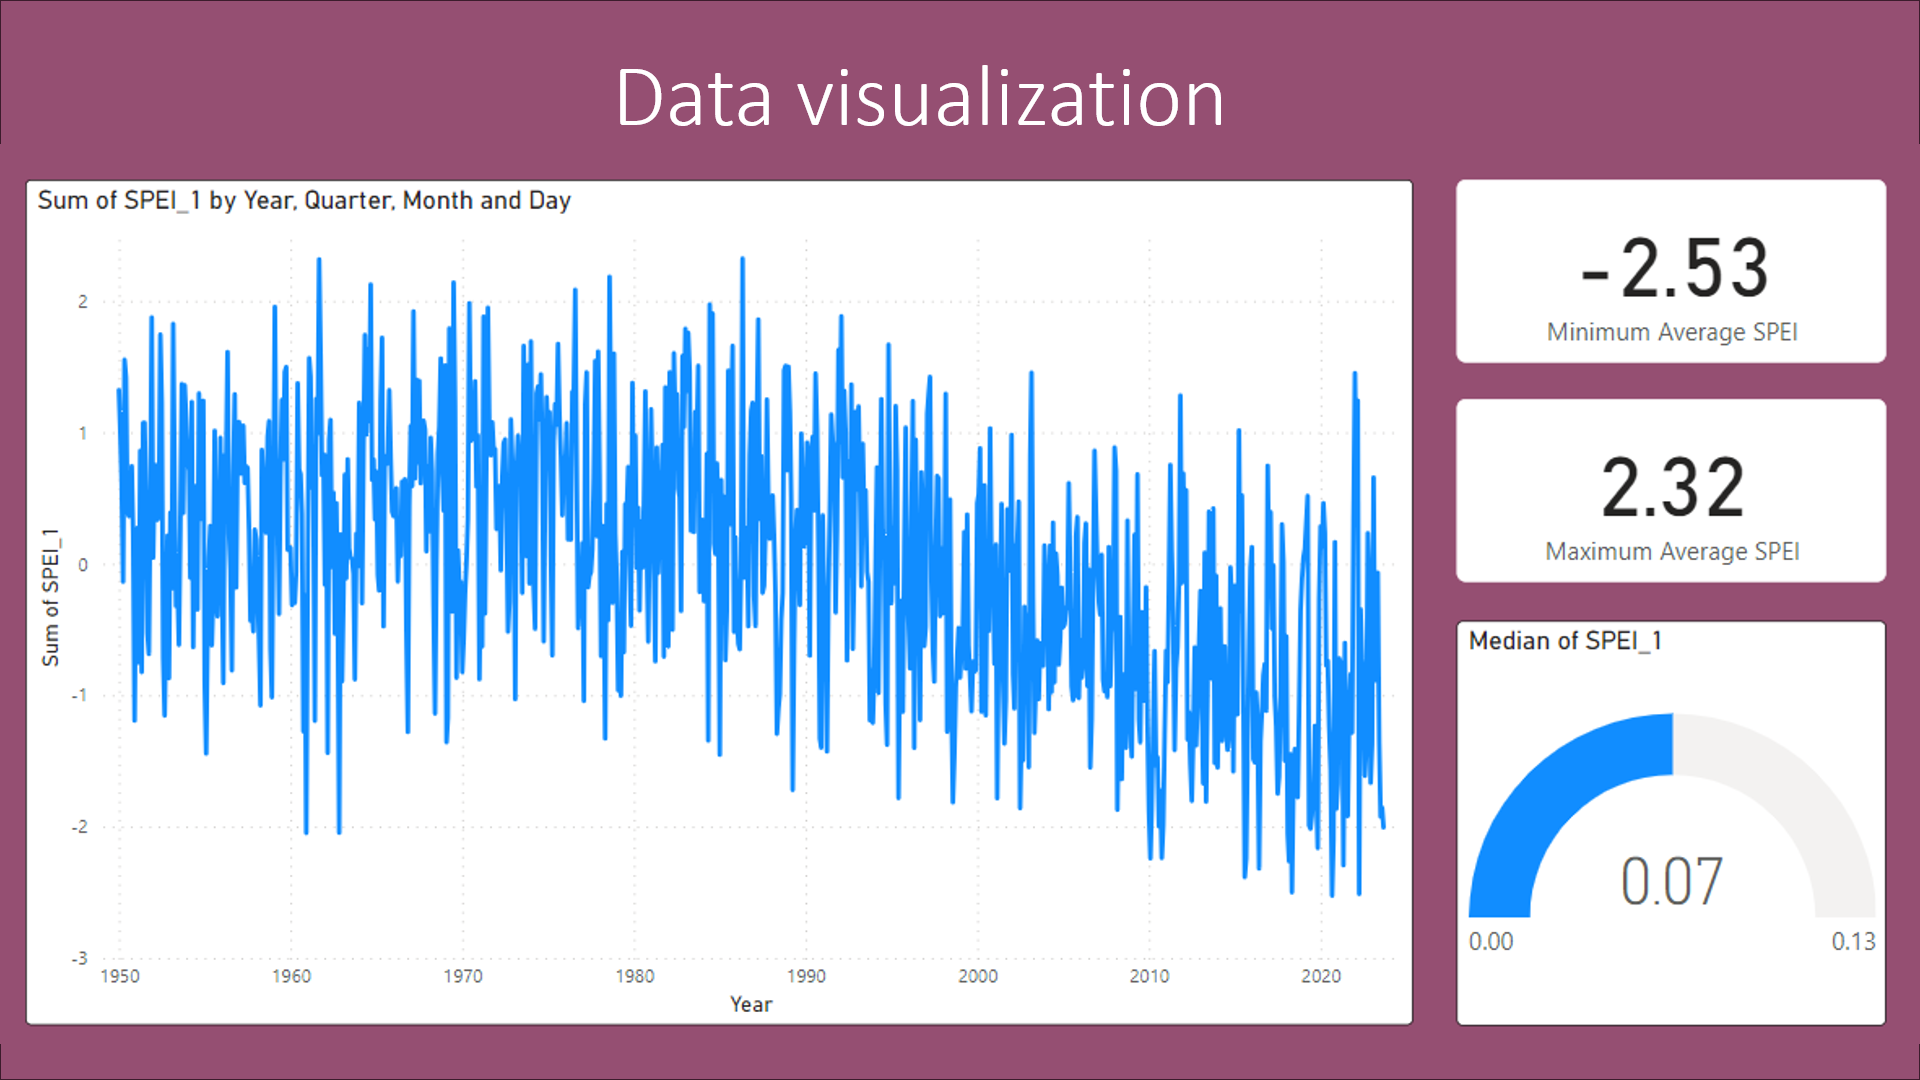 Data visualization
Sum of SPEI_1 by Year, Quarter, Month and Day
Sum of SPEI_1
2
1
0
-1
-2
-3
1950 1960 1970 1980 1990 2000 2010 2020
Year
-2.53
Minimum Average SPEI
2.32
Maximum Average SPEI
Median of SPEI_1
0.07
0.00 0.13